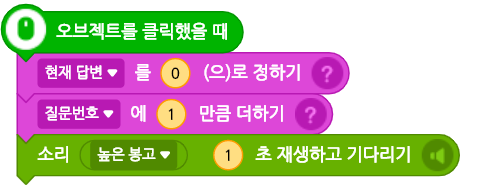 오브젝트를 클릭했을 때
현재 답변 ▼ 를 0 (으)로 정하기 ?
질문번호 ▼ 에 1 만큼 더하기 ?
소리 높은 봉고 ▼ 1 초 재생하고 기다리기